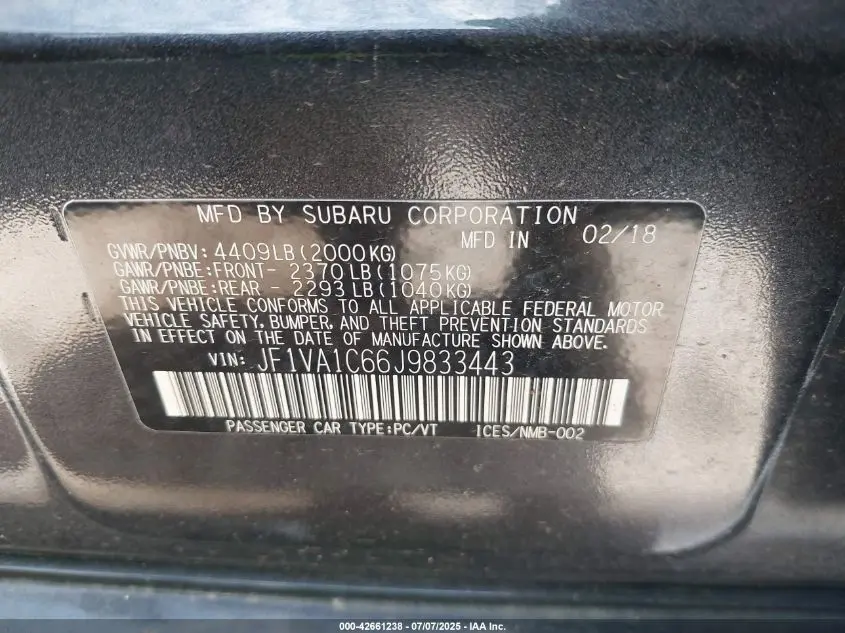 MFD BY SUBARU CORPORATION
MFD IN 02/18
GVWR/PNBV: 4409LB(2000KG)
GAWR/PNBE:FRONT- 2370LB(1075KG)
GAWR/PNBE:REAR - 2293LB(1040KG)
THIS VEHICLE CONFORMS TO ALL APPLICABLE FEDERAL MOTOR
VEHICLE SAFETY, BUMPER, AND THEFT PREVENTION STANDARDS
IN EFFECT ON THE DATE OF MANUFACTURE SHOWN ABOVE.
VIN: JF1VA1C66J9833443
PASSENGER CAR TYPE:PC/VT ICES/NMB-002
000-42661238 - 07/07/2025 - IAA Inc.